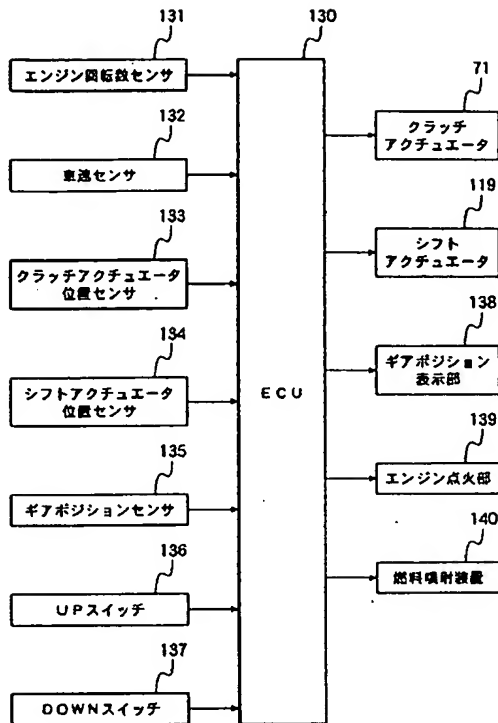 131
エンジン回転数センサ
132
車速センサ
133
クラッチアクチュエータ
位置センサ
134
シフトアクチュエータ
位置センサ
135
ギアポジションセンサ
136
UPスイッチ
137
DOWNスイッチ
130
ECU
71
クラッチ
アクチュエータ
119
シフト
アクチュエータ
138
ギアポジション
表示部
139
エンジン点火部
140
燃料噴射装置